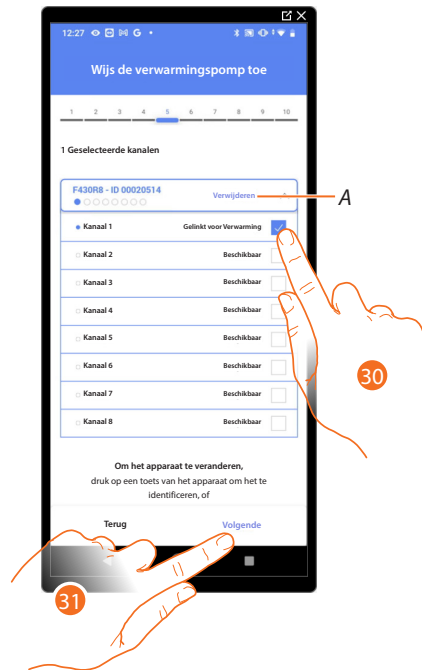 12:27
Wijs de verwarmingspomp toe
1 2 3 4 5 6 7 8 9 10
1 Geselecteerde kanalen
F430R8 - ID 00020514
Verwijderen
A
Kanaal 1 Gelinkt voor Verwarming
Kanaal 2 Beschikbaar
Kanaal 3 Beschikbaar
Kanaal 4 Beschikbaar
Kanaal 5 Beschikbaar
Kanaal 6 Beschikbaar
Kanaal 7 Beschikbaar
Kanaal 8 Beschikbaar
30
Om het apparaat te veranderen,
druk op een toets van het apparaat om het te
identificeren, of
Terug Volgende
31